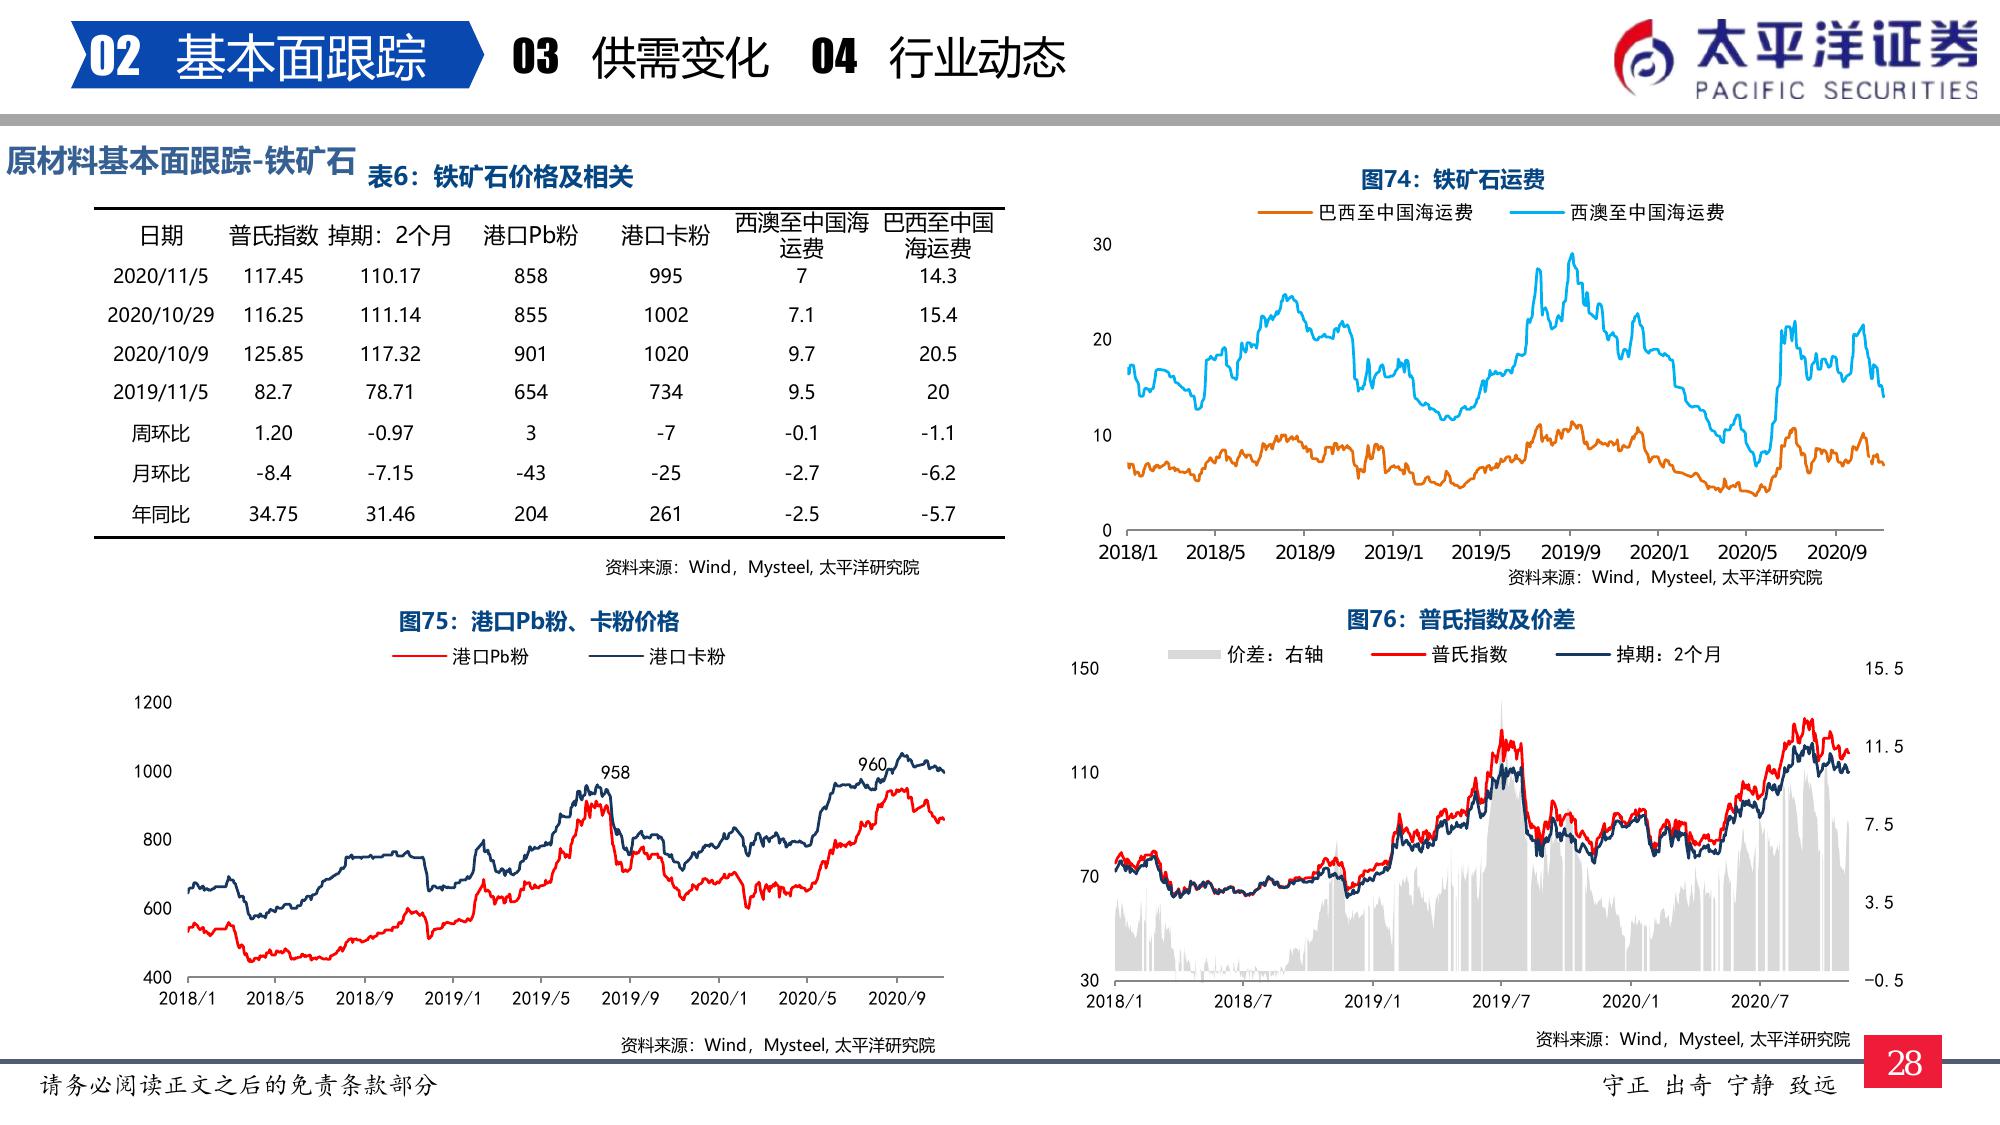 02 基本面跟踪 03 供需变化 04 行业动态
太平洋证券
PACIFIC SECURITIES
原材料基本面跟踪-铁矿石
表6：铁矿石价格及相关
日期 普氏指数 掉期：2个月 港口Pb粉 港口卡粉 西澳至中国海运费 巴西至中国海运费
2020/11/5 117.45 110.17 858 995 7 14.3
2020/10/29 116.25 111.14 855 1002 7.1 15.4
2020/10/9 125.85 117.32 901 1020 9.7 20.5
2019/11/5 82.7 78.71 654 734 9.5 20
周环比 1.20 -0.97 3 -7 -0.1 -1.1
月环比 -8.4 -7.15 -43 -25 -2.7 -6.2
年同比 34.75 31.46 204 261 -2.5 -5.7
资料来源：Wind，Mysteel, 太平洋研究院
图74：铁矿石运费
巴西至中国海运费 西澳至中国海运费
30
20
10
0
2018/1 2018/5 2018/9 2019/1 2019/5 2019/9 2020/1 2020/5 2020/9
资料来源：Wind，Mysteel, 太平洋研究院
图75：港口Pb粉、卡粉价格
港口Pb粉 港口卡粉
1200
1000
800
600
400
958
960
2018/1 2018/5 2018/9 2019/1 2019/5 2019/9 2020/1 2020/5 2020/9
资料来源：Wind，Mysteel, 太平洋研究院
图76：普氏指数及价差
价差：右轴 普氏指数 掉期：2个月
150
110
70
30
15.5
11.5
7.5
3.5
-0.5
2018/1 2018/7 2019/1 2019/7 2020/1 2020/7
资料来源：Wind，Mysteel, 太平洋研究院
28
请务必阅读正文之后的免责条款部分
守正 出奇 宁静 致远